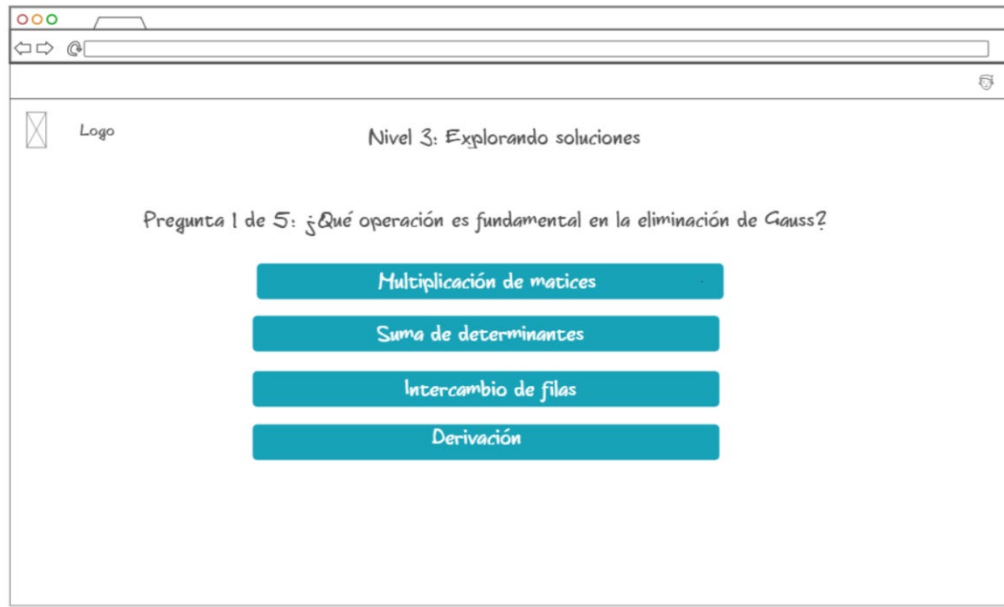 Logo
Nivel 3: Explorando soluciones
Pregunta 1 de 5: ¿Qué operación es fundamental en la eliminación de Gauss?
Multiplicación de matices
Suma de determinantes
Intercambio de filas
Derivación